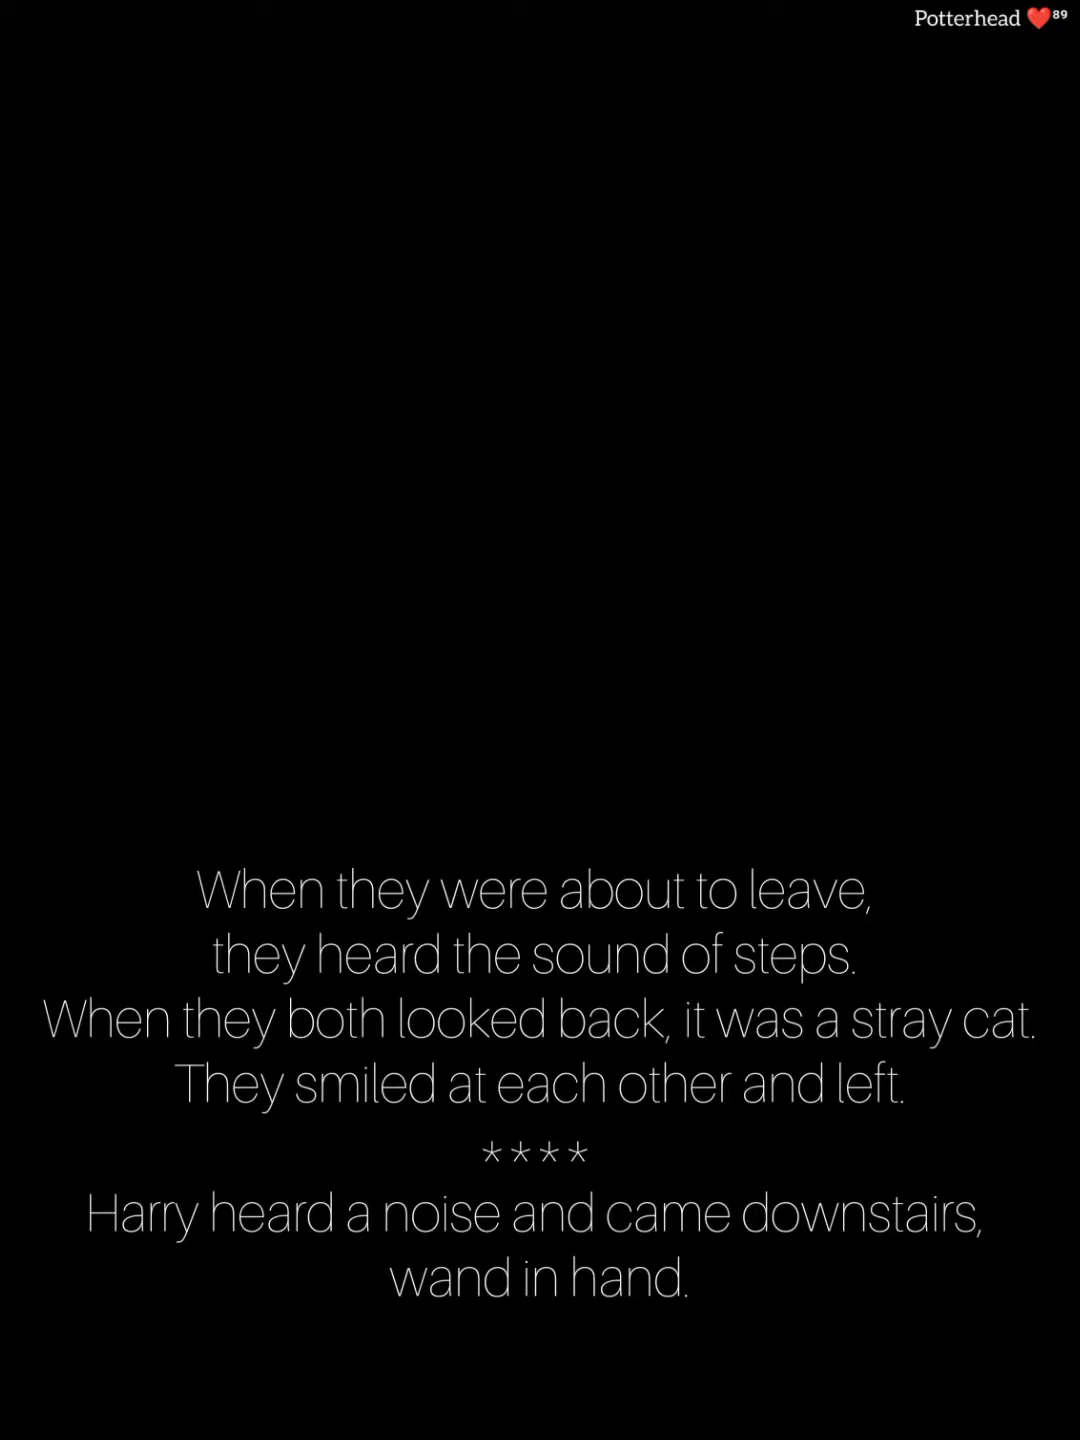 Potterhead ❤️⁸⁹
When they were about to leave,
they heard the sound of steps.
When they both looked back, it was a stray cat.
They smiled at each other and left.
****
Harry heard a noise and came downstairs,
wand in hand.